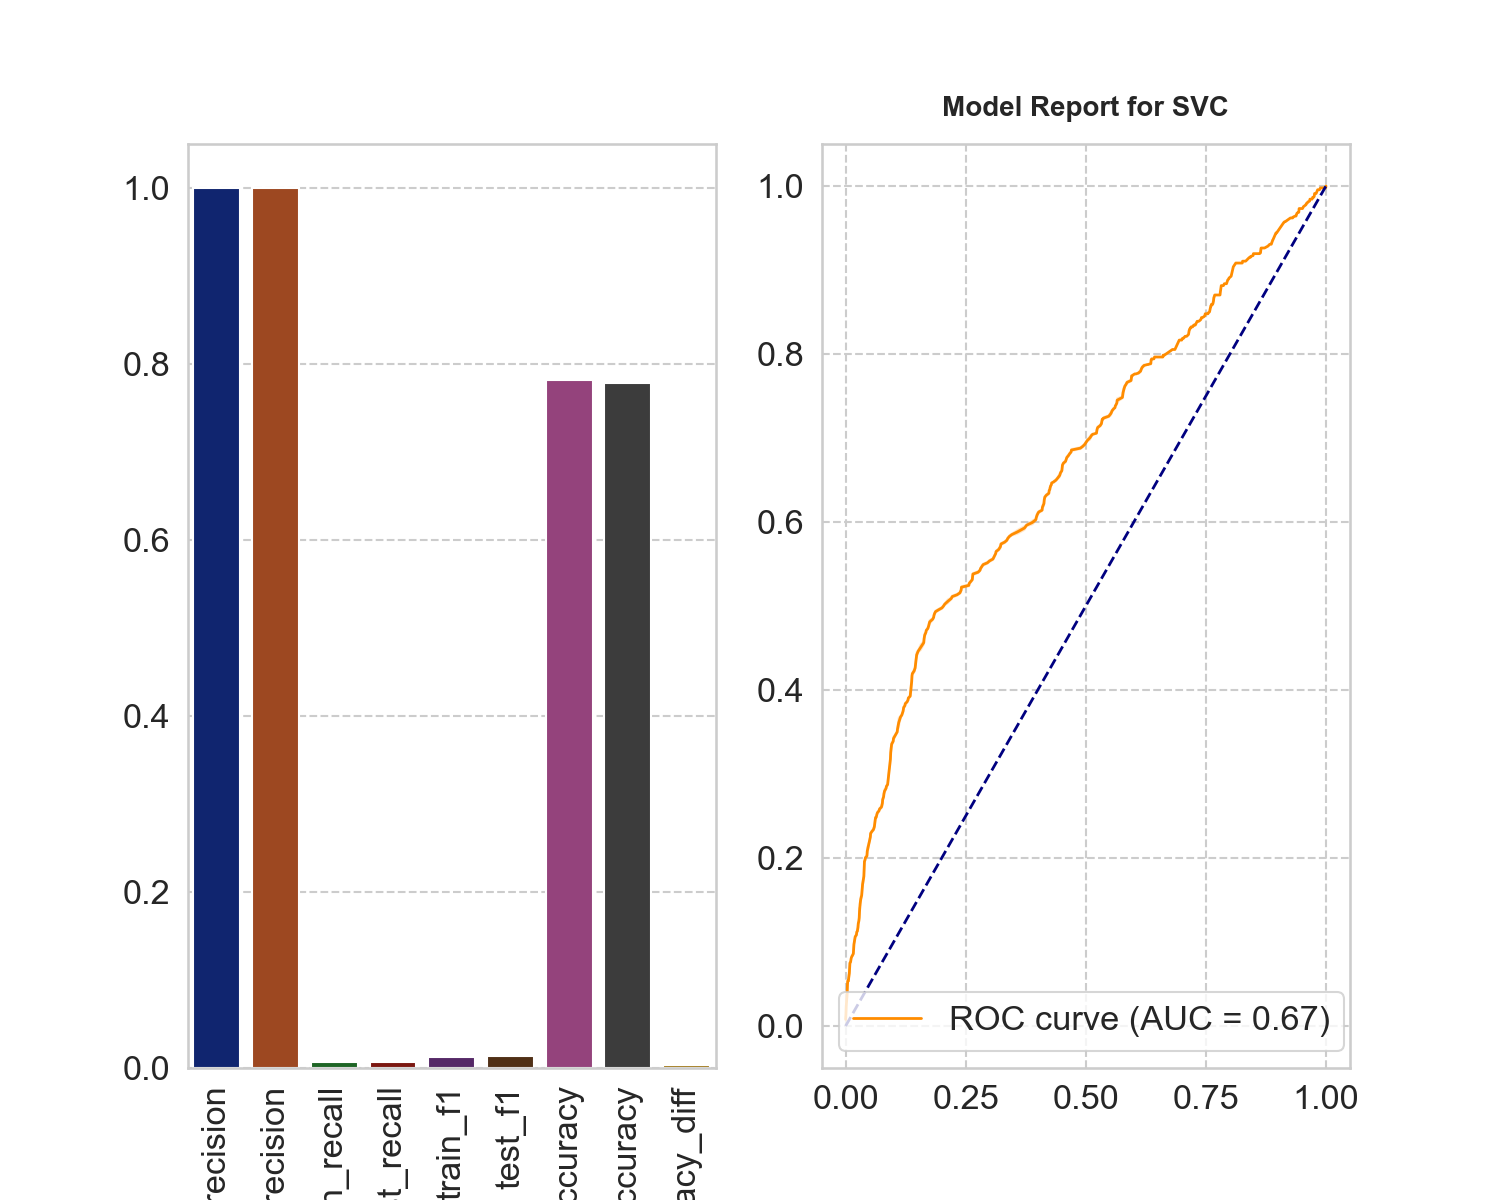 Model Report for SVC
1.0
0.8
0.6
0.4
0.2
0.0
recision
recision
n_recall
t_recall
train_f1
test_f1
ccuracy
ccuracy
acy_diff
1.0
0.8
0.6
0.4
0.2
0.0
ROC curve (AUC = 0.67)
0.00 0.25 0.50 0.75 1.00